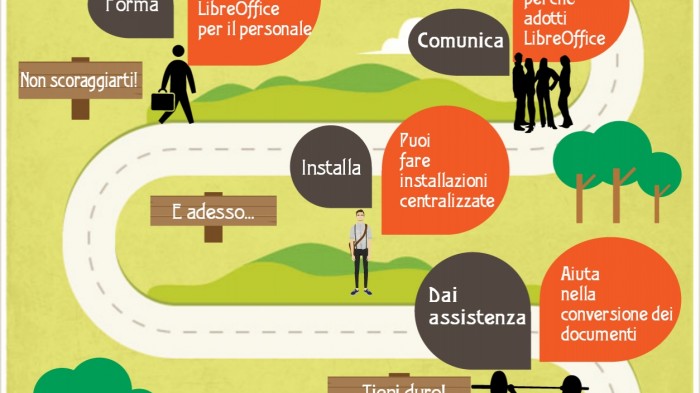 Forma
LibreOffice
per il personale
Comunica
perché
adotti
LibreOffice
Non scoraggiarti!
Installa
Puoi
fare
installazioni
centralizzate
E adesso...
Dai
assistenza
Aiuta
nella
conversione dei
documenti
Tieni duro!